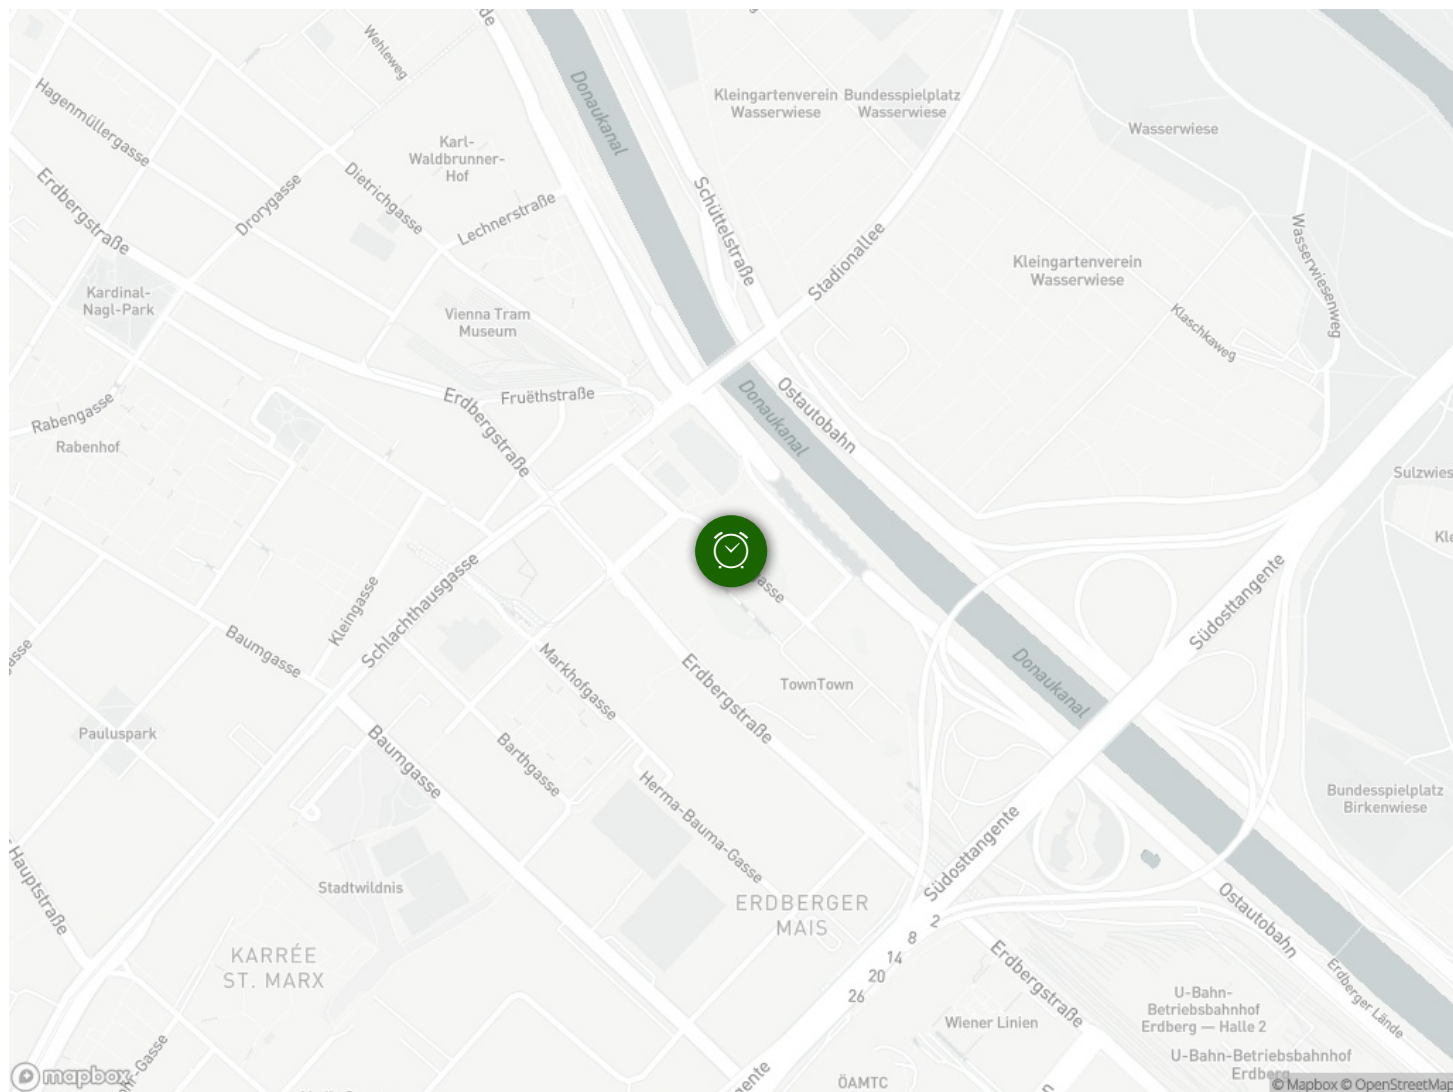 Wehleweg
Donaukanal
Kleingartenverein
Wasserwiese
Bundesspielplatz
Wasserwiese
Wasserwiese
Hagenmüllergasse
Karl-
Waldbrunner-
Hof
Erdbergstraße
Drorygasse
Dietrichgasse
Lechnerstraße
Schüttelstraße
Stadionallee
Wasserwiesenweg
Kleingartenverein
Wasserwiese
Kardinal-
Nagl-Park
Vienna Tram
Museum
Klaschkaweg
Rabengasse
Rabenhof
Erdbergstraße
Fruëthstraße
Donaukanal
Ostautobahn
Sulzwies
Kle
asse
Kleingasse
Schlachthausgasse
Südosttangente
asse
Baumgasse
Markhofgasse
Erdbergstraße
TownTown
Donaukanal
Pauluspark
Baumgasse
Barthgasse
Herma-Bauma-Gasse
Südosttangente
Bundesspielplatz
Birkenwiese
Hauptstraße
Stadtwildnis
ERDBERGER
MAIS
Ostautobahn
2
8
14
20
26
KARRÉE
ST. MARX
Erdbergstraße
Erdberger Lände
U-Bahn-
Betriebsbahnhof
Erdberg — Halle 2
Wiener Linien
U-Bahn-Betriebsbahnhof
Erdberg
ÖAMTC
gente
mapbox
© Mapbox © OpenStreetMap